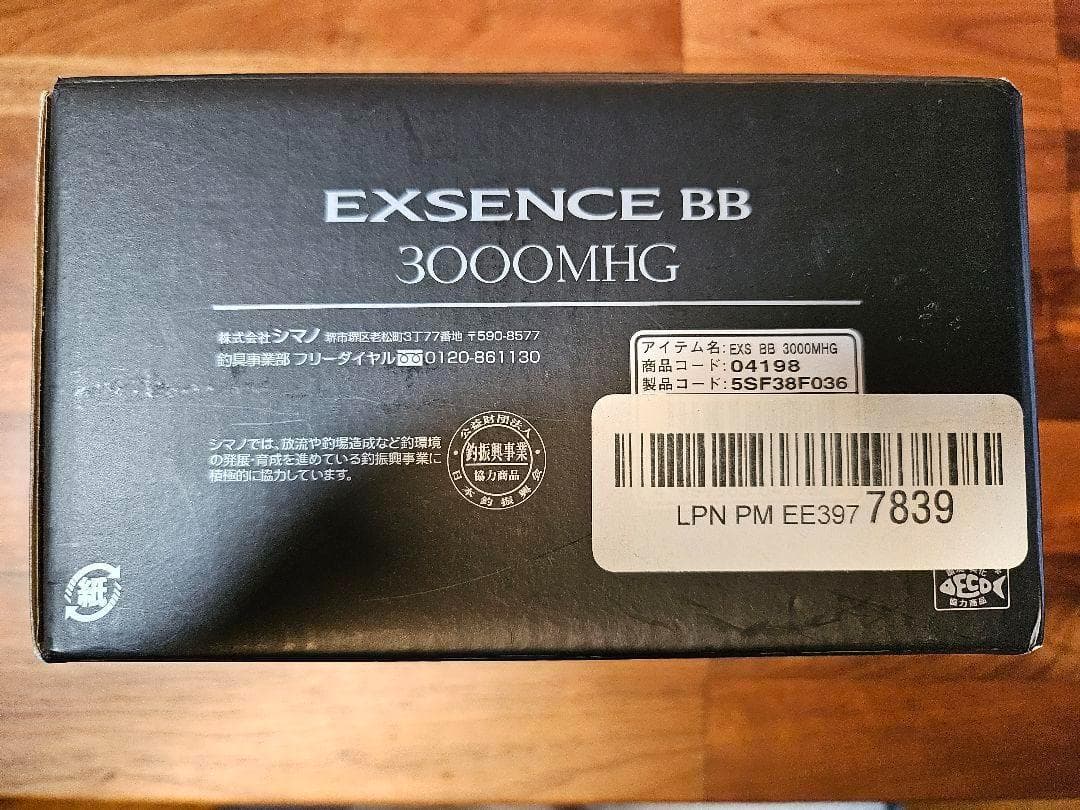 EXSENCE BB
3000MHG
株式会社シマノ 堺市堺区老松町3丁77番地 〒590-8577
釣具事業部 フリーダイヤル 0120-861130
アイテム名:EXS BB 3000MHG
商品コード:04198
製品コード:5SF38F036
シマノでは、放流や釣場造成など釣環境
の発展・育成を進めている釣振興事業に
積極的に協力しています。
公益財団法人
釣振興事業
協力商品
日本釣振興会
LPN PM EE397 7839
紙
ECO
協力商品